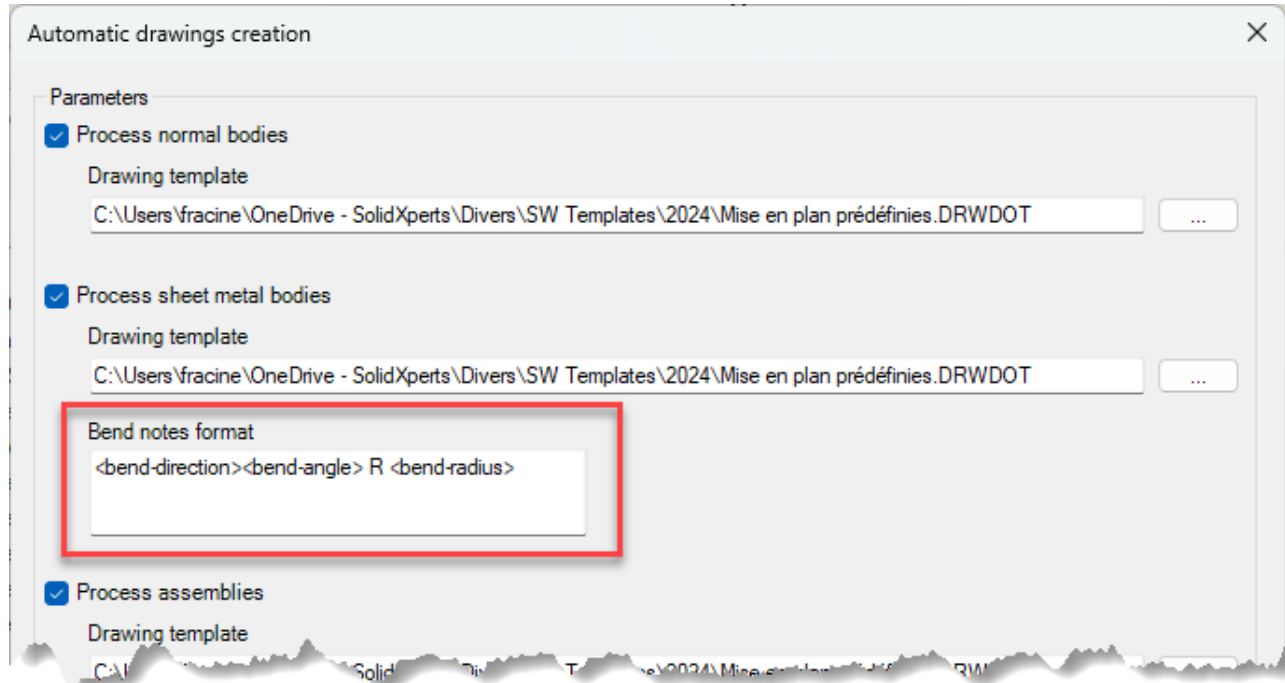 Automatic drawings creation
Parameters
Process normal bodies
Drawing template
C:\Users\fracine\OneDrive - SolidXperts\Divers\SW Templates\2024\Mise en plan prédéfinies.DRWDOT
...
Process sheet metal bodies
Drawing template
C:\Users\fracine\OneDrive - SolidXperts\Divers\SW Templates\2024\Mise en plan prédéfinies.DRWDOT
...
Bend notes format
<bend-direction><bend-angle> R <bend-radius>
Process assemblies
Drawing template